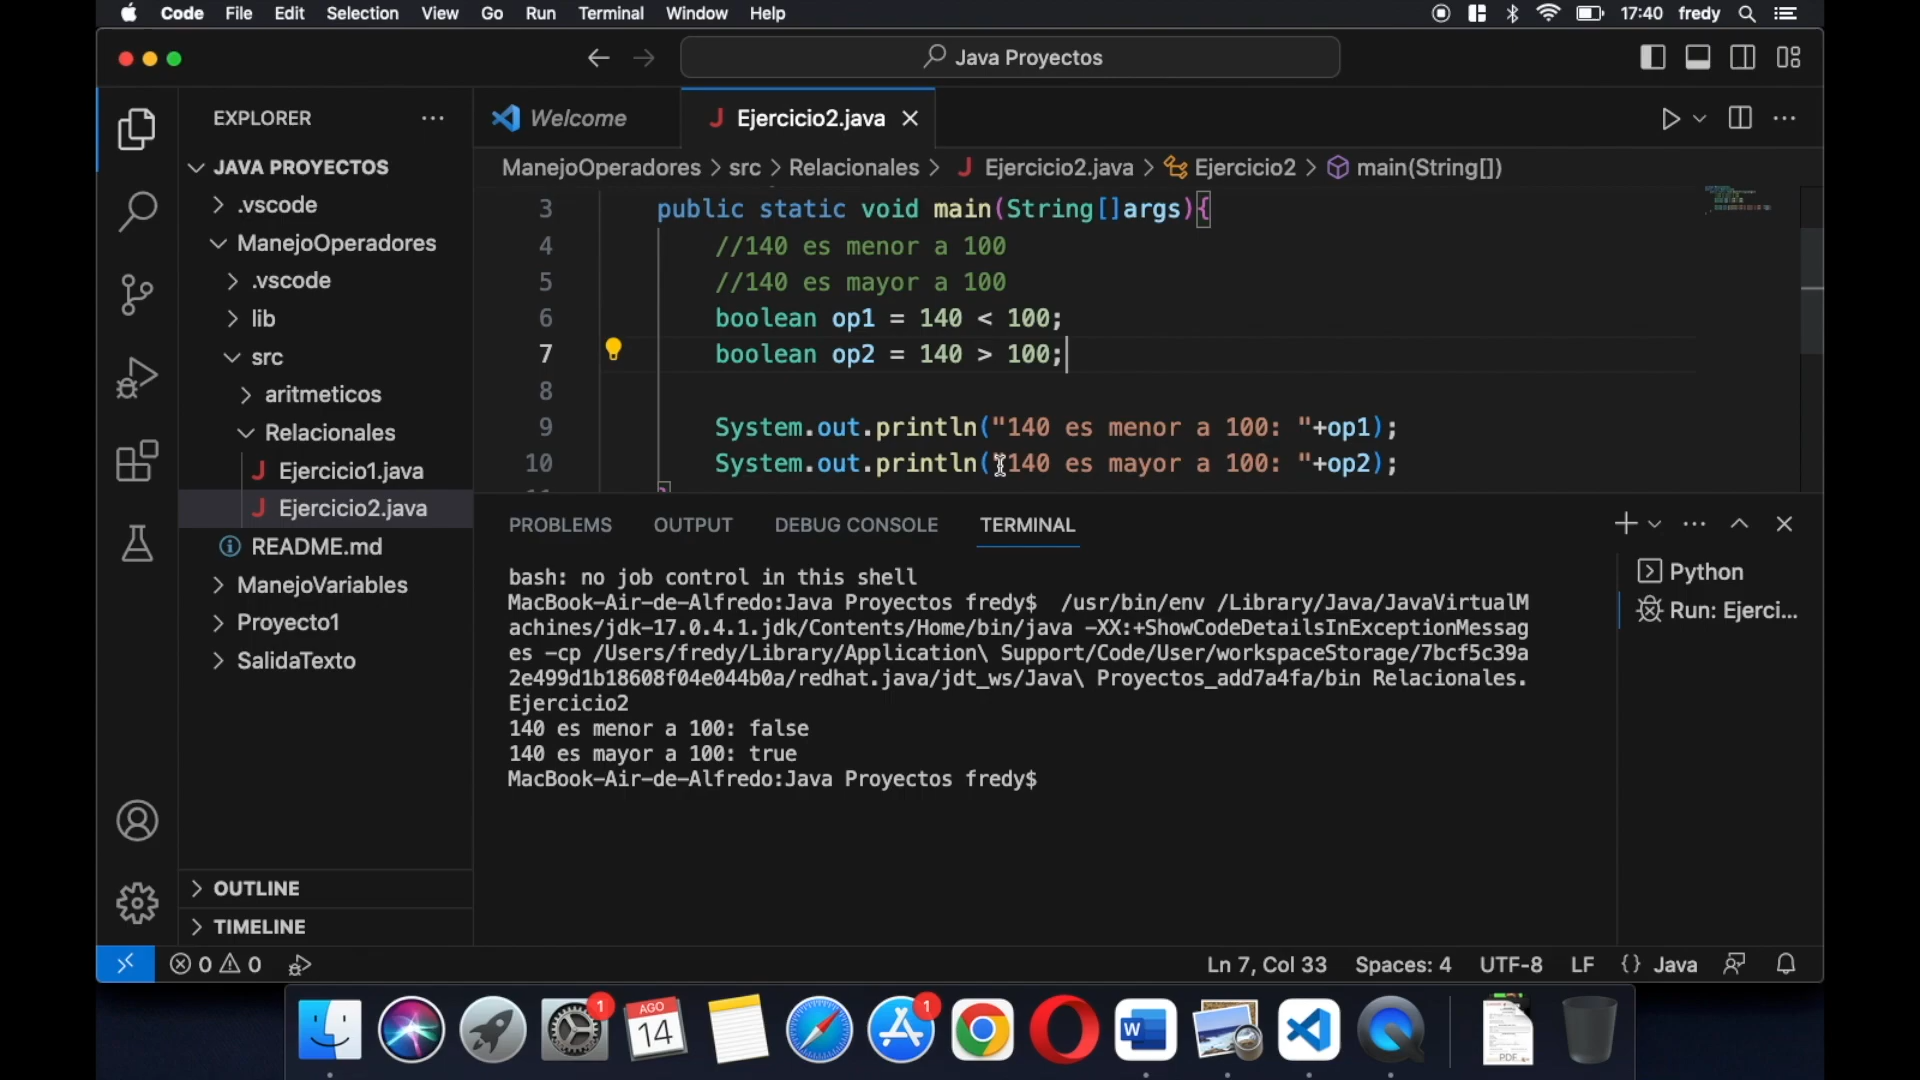 Code File Edit Selection View Go Run Terminal Window Help 17:40 fredy
Java Proyectos
EXPLORER
Welcome
Ejercicio2.java
JAVA PROYECTOS
ManejoOperadores > src > Relacionales > Ejercicio2.java > Ejercicio2 > main(String[])
.vscode
ManejoOperadores
.vscode
lib
src
aritmeticos
Relacionales
Ejercicio1.java
Ejercicio2.java
README.md
ManejoVariables
Proyecto1
SalidaTexto
OUTLINE
TIMELINE
3 public static void main(String[]args){
4 //140 es menor a 100
5 //140 es mayor a 100
6 boolean op1 = 140 < 100;
7 boolean op2 = 140 > 100;
8
9 System.out.println("140 es menor a 100: "+op1);
10 System.out.println("140 es mayor a 100: "+op2);
PROBLEMS OUTPUT DEBUG CONSOLE TERMINAL
bash: no job control in this shell
MacBook-Air-de-Alfredo:Java Proyectos fredy$  /usr/bin/env /Library/Java/JavaVirtualM
achines/jdk-17.0.4.1.jdk/Contents/Home/bin/java -XX:+ShowCodeDetailsInExceptionMessag
es -cp /Users/fredy/Library/Application\ Support/Code/User/workspaceStorage/7bcf5c39a
2e499d1b18608f04e044b0a/redhat.java/jdt_ws/Java\ Proyectos_add7a4fa/bin Relacionales.
Ejercicio2
140 es menor a 100: false
140 es mayor a 100: true
MacBook-Air-de-Alfredo:Java Proyectos fredy$
Python
Run: Ejerci...
0 0
Ln 7, Col 33 Spaces: 4 UTF-8 LF {} Java
1
AGO
14
1
W
PDF